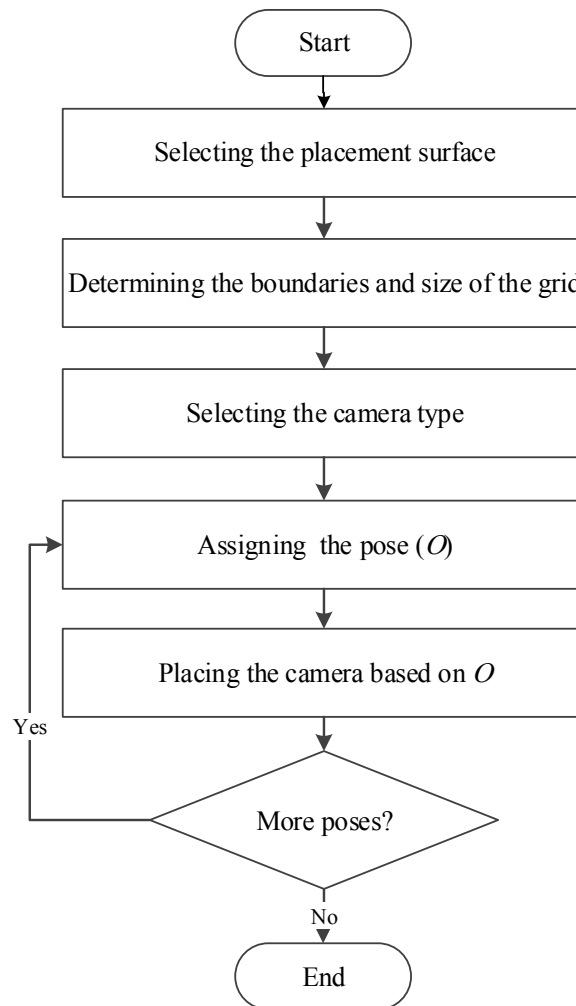 Start
Selecting the placement surface
Determining the boundaries and size of the grid
Selecting the camera type
Assigning the pose (O)
Placing the camera based on O
Yes
More poses?
No
End